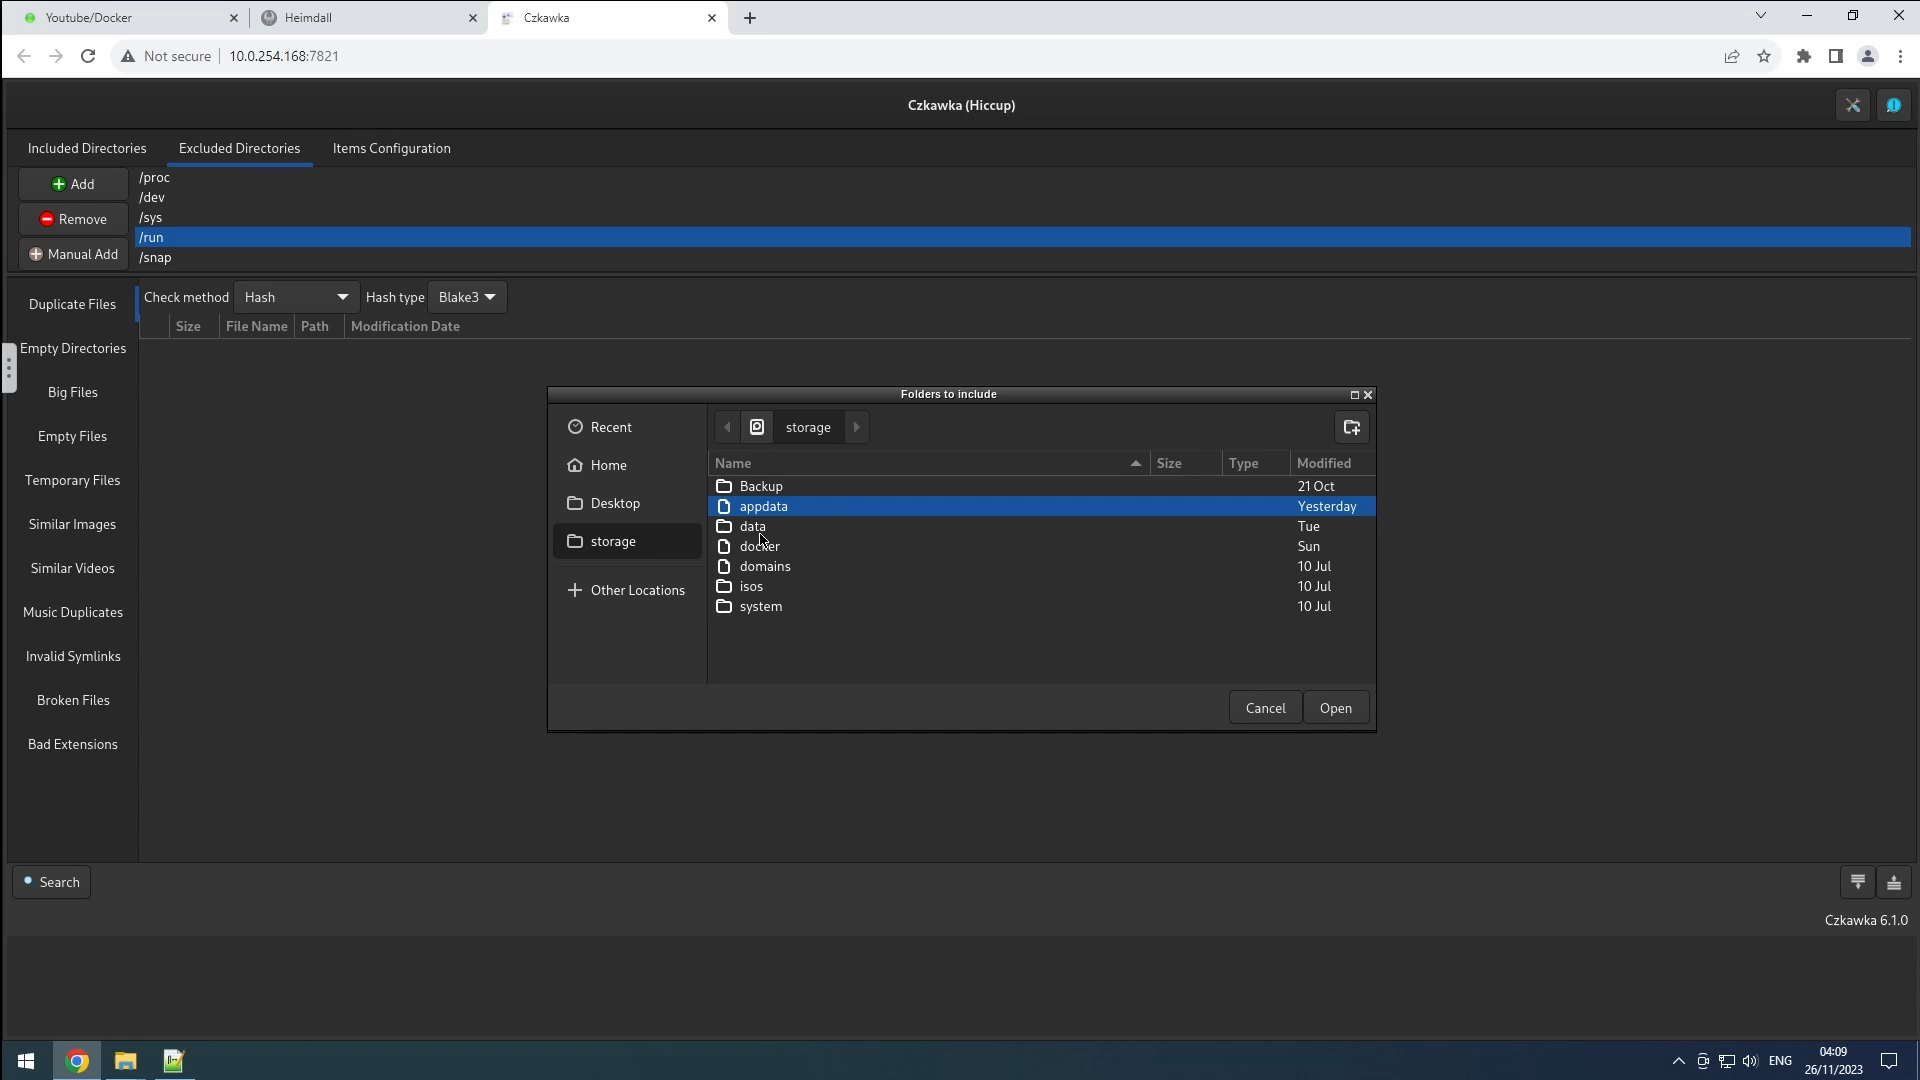 Youtube/Docker
Heimdall
Czkawka
Not secure
10.0.254.168:7821
Czkawka (Hiccup)
Included Directories
Excluded Directories
Items Configuration
Add
Remove
Manual Add
/proc
/dev
/sys
/run
/snap
Duplicate Files
Empty Directories
Big Files
Empty Files
Temporary Files
Similar Images
Similar Videos
Music Duplicates
Invalid Symlinks
Broken Files
Bad Extensions
Check method
Hash
Hash type
Blake3
Size
File Name
Path
Modification Date
Folders to include
Recent
Home
Desktop
storage
Other Locations
storage
Name
Size
Type
Modified
Backup 21 Oct
appdata Yesterday
data Tue
docker Sun
domains 10 Jul
isos 10 Jul
system 10 Jul
Cancel
Open
Search
Czkawka 6.1.0
ENG
04:09
26/11/2023